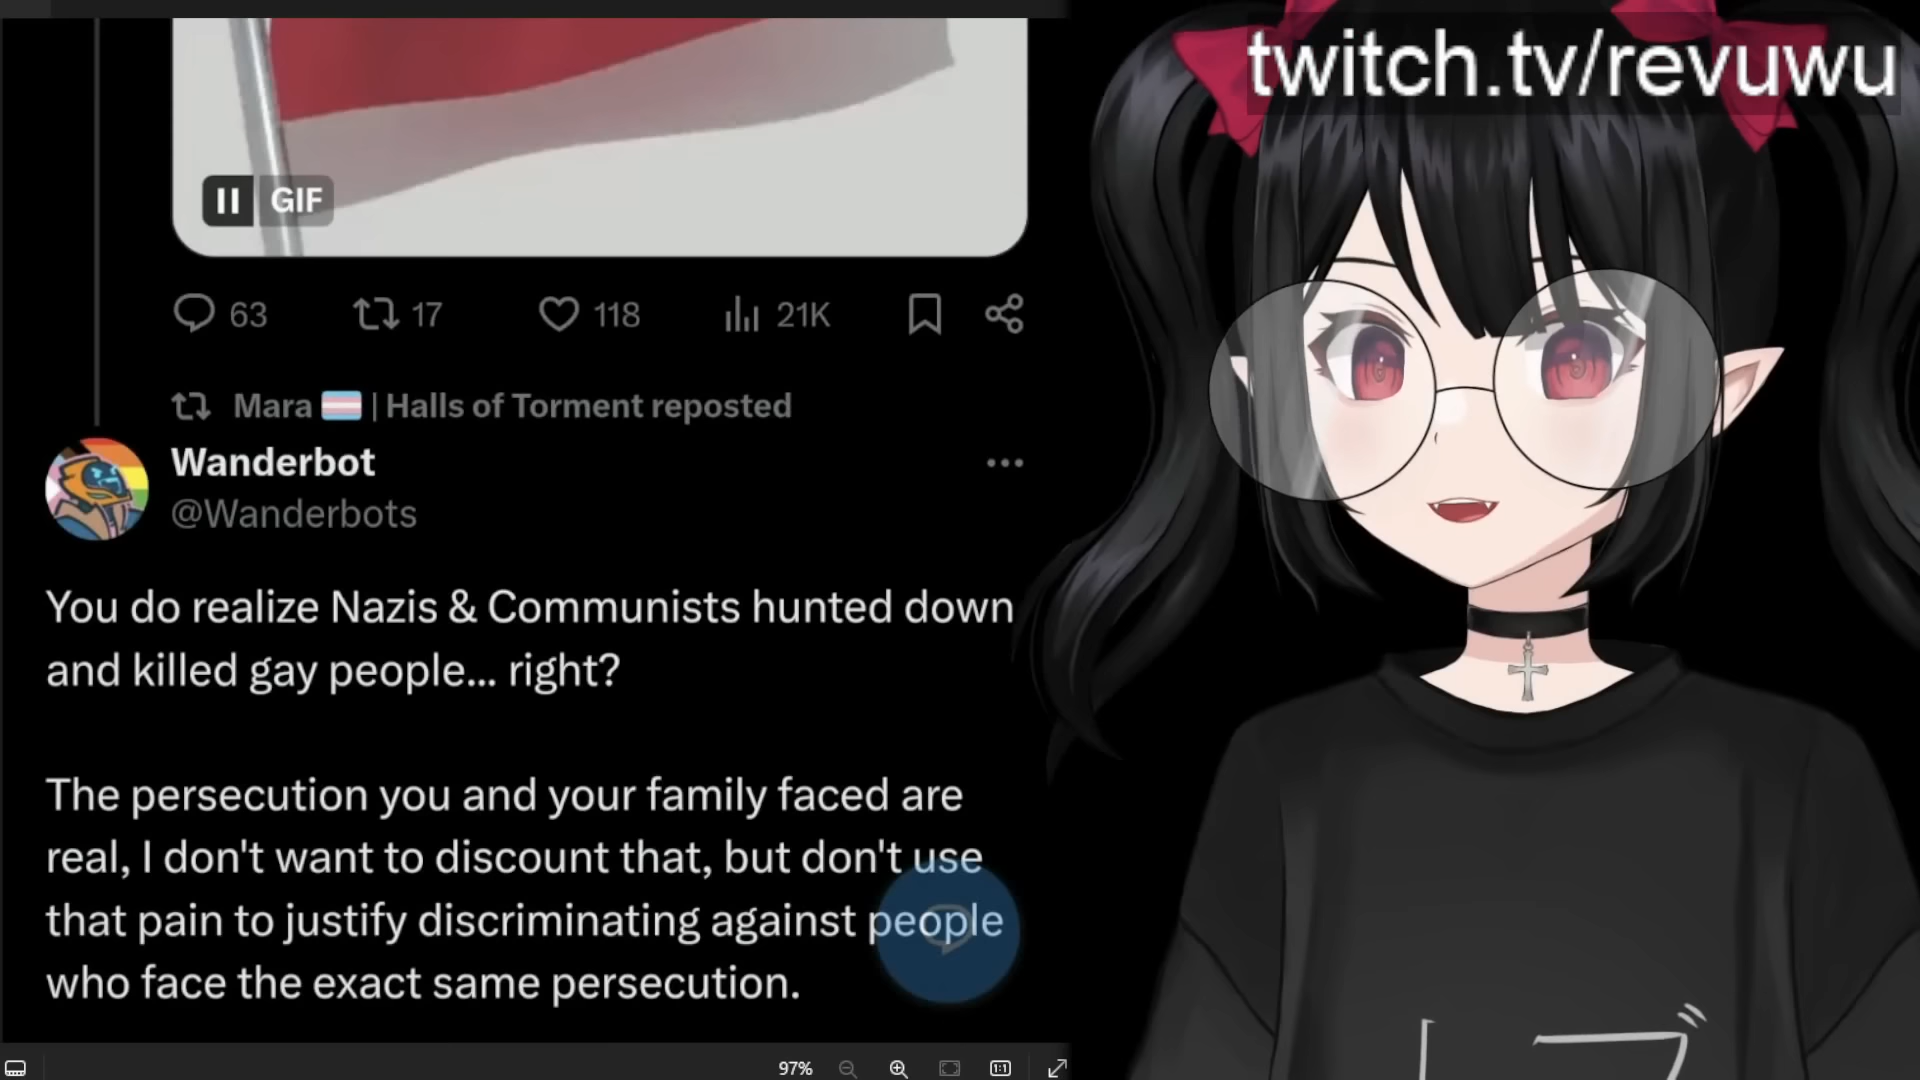 twitch.tv/revuwu
GIF
63 17 118 21K
Mara | Halls of Torment reposted
Wanderbot
@Wanderbots
You do realize Nazis & Communists hunted down
and killed gay people... right?
The persecution you and your family faced are
real, I don't want to discount that, but don't use
that pain to justify discriminating against people
who face the exact same persecution.
97% 1:1